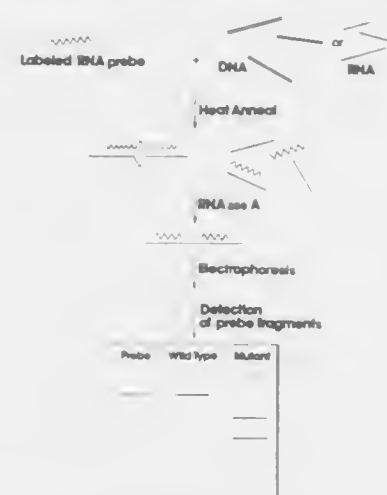 Labeled RNA probe
+
DNA
or
RNA
Heat Anneal
RNAase A
Electrophoresis
Detection
of probe fragments
Probe Wild Type Mutant